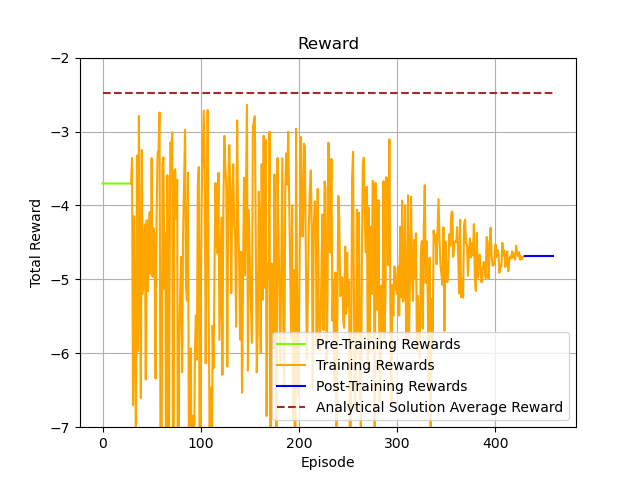 Reward
Total Reward
−2
−3
−4
−5
−6
−7
Pre-Training Rewards
Training Rewards
Post-Training Rewards
Analytical Solution Average Reward
0
100
200
300
400
Episode